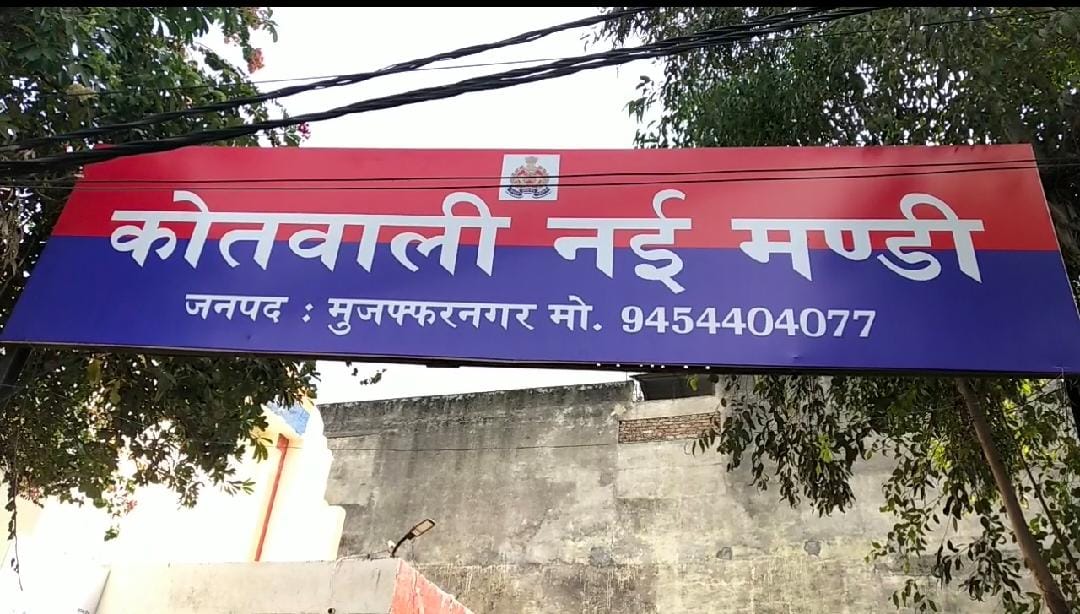 कोतवाली नई मण्डी
जनपद : मुजफ्फरनगर मो. 9454404077